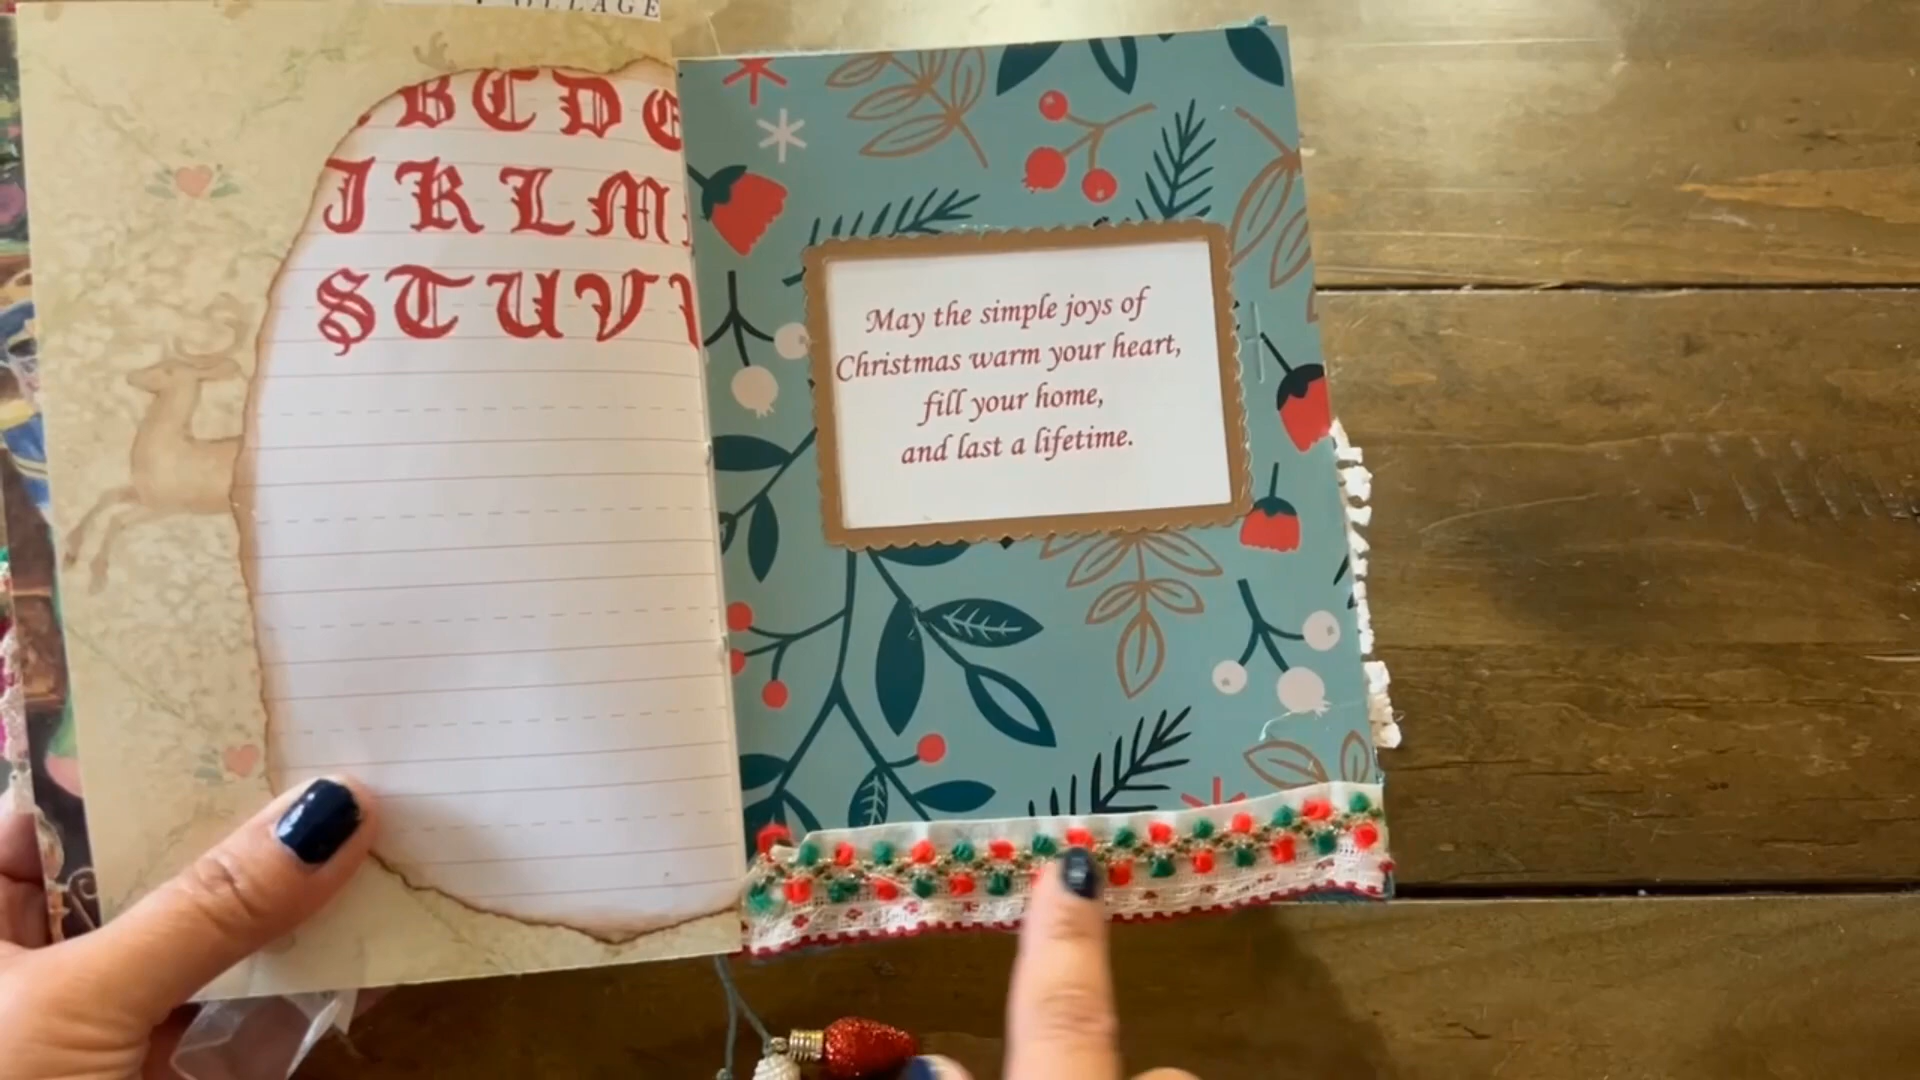 BCDE
JKLM
STUV
May the simple joys of
Christmas warm your heart,
fill your home,
and last a lifetime.